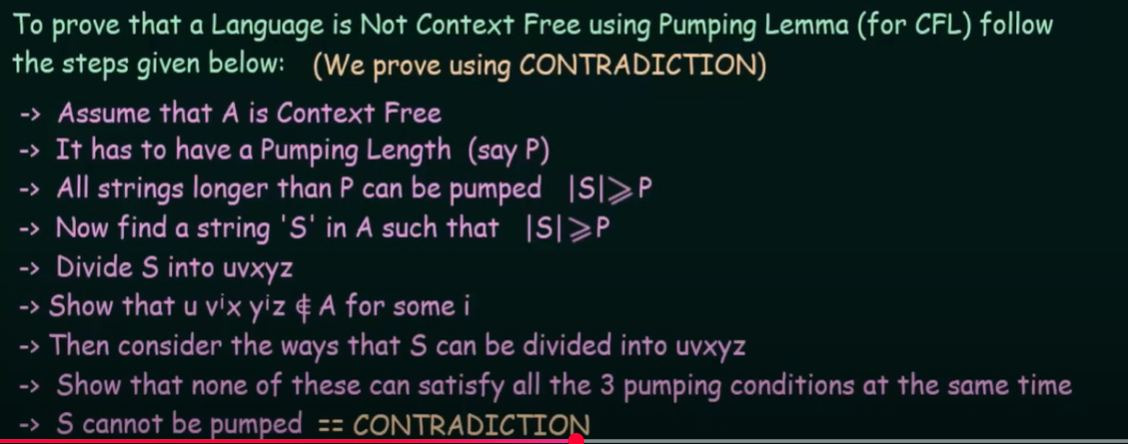 To prove that a Language is Not Context Free using Pumping Lemma (for CFL) follow
the steps given below: (We prove using CONTRADICTION)
-> Assume that A is Context Free
-> It has to have a Pumping Length (say P)
-> All strings longer than P can be pumped |S|⩾P
-> Now find a string 'S' in A such that |S|⩾P
-> Divide S into uvxyz
-> Show that u vⁱx yⁱz ∉ A for some i
-> Then consider the ways that S can be divided into uvxyz
-> Show that none of these can satisfy all the 3 pumping conditions at the same time
-> S cannot be pumped == CONTRADICTION